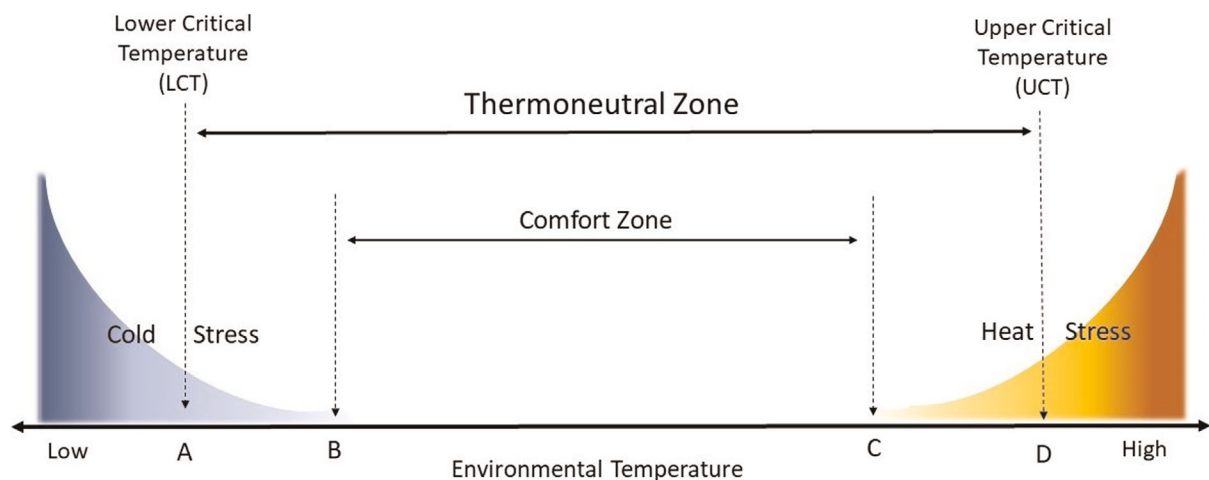 Lower Critical
Temperature
(LCT)
Upper Critical
Temperature
(UCT)
Thermoneutral Zone
Comfort Zone
Cold Stress
Heat Stress
Low
A
B
Environmental Temperature
C
D
High